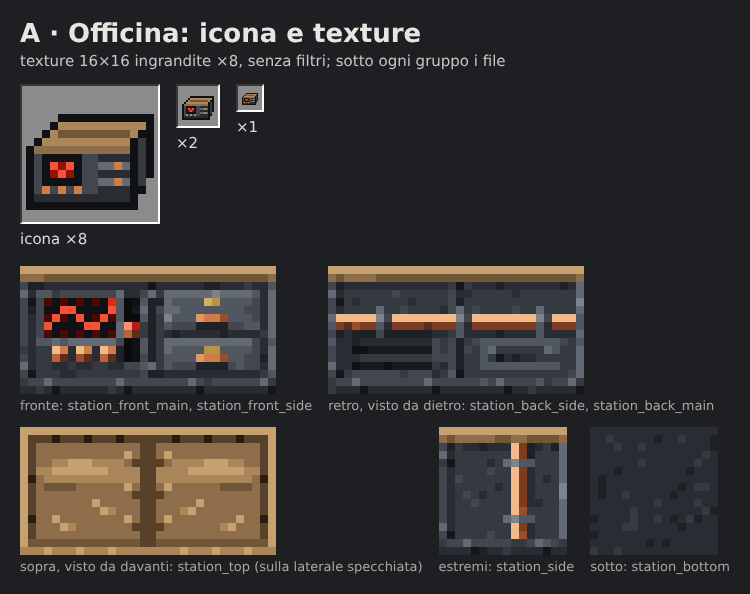 A · Officina: icona e texture
texture 16×16 ingrandite ×8, senza filtri; sotto ogni gruppo i file
×2
×1
icona ×8
fronte: station_front_main, station_front_side
retro, visto da dietro: station_back_side, station_back_main
sopra, visto da davanti: station_top (sulla laterale specchiata)
estremi: station_side
sotto: station_bottom